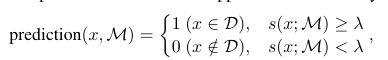 prediction(x, M) = { 1 (x ∈ D), s(x; M) ≥ λ
0 (x ∉ D), s(x; M) < λ ,